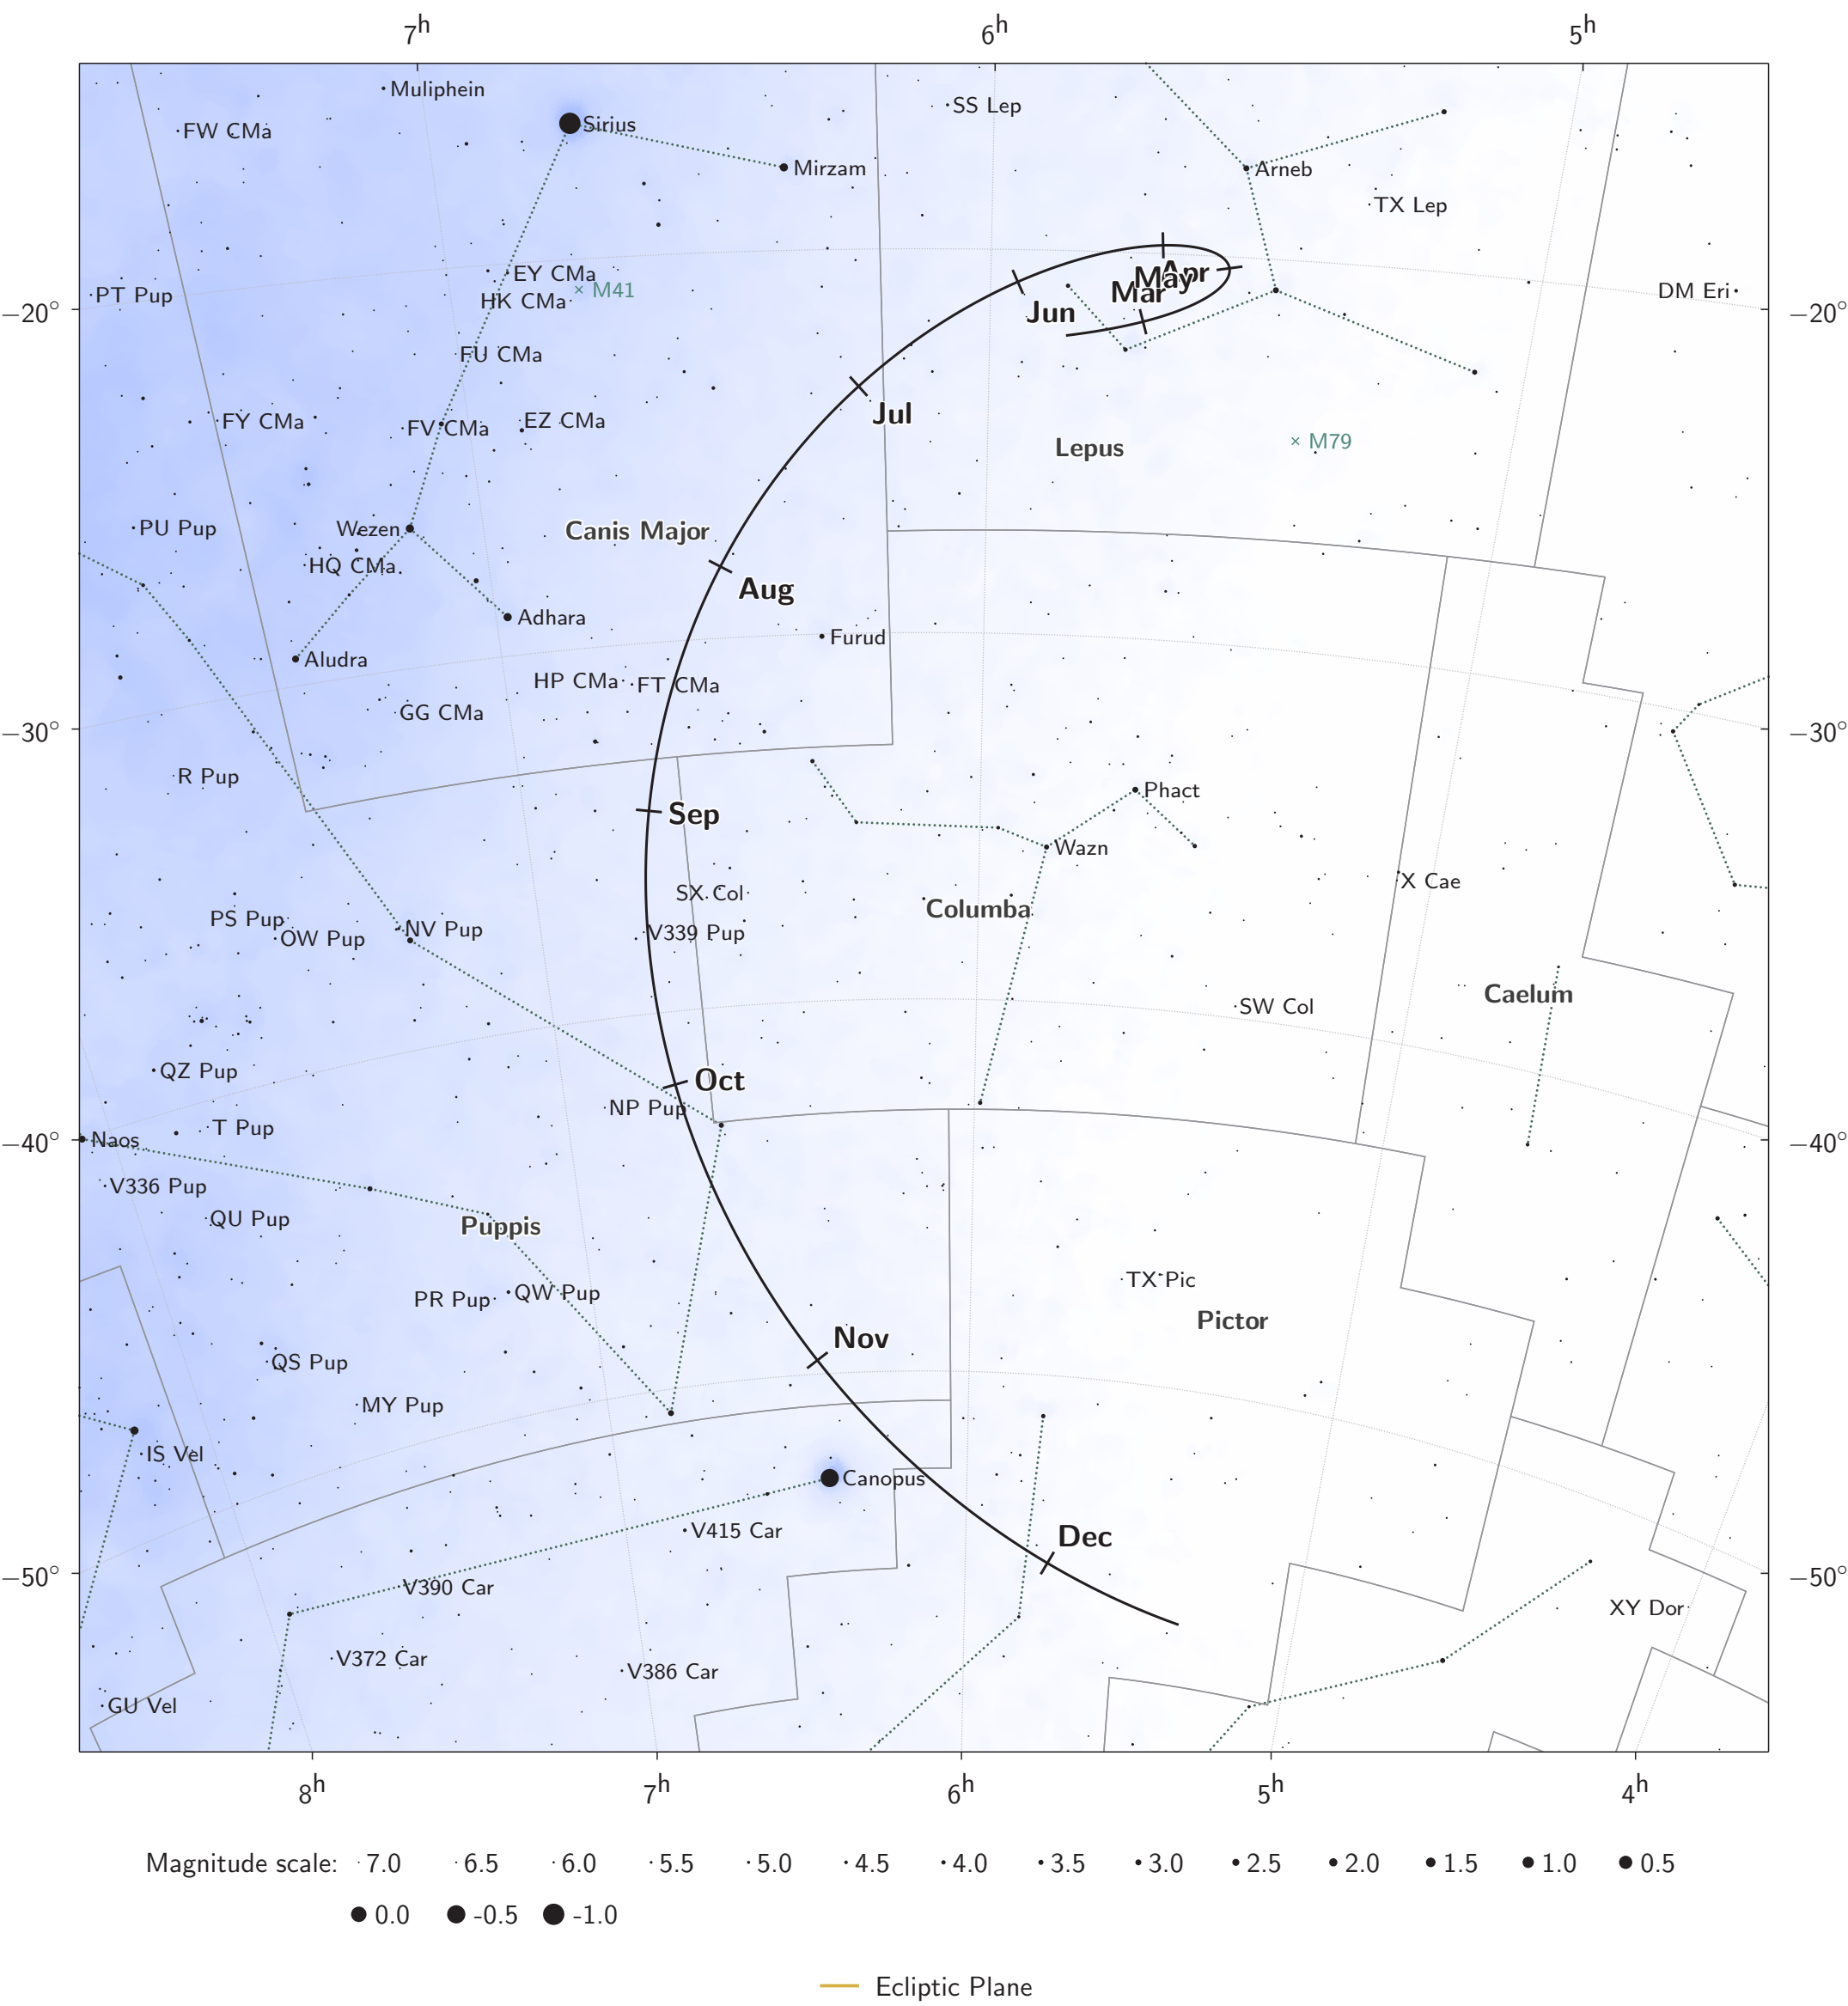 7h 6h 5h
Muliphein
SS Lep
Sirius
FW CMa
Mirzam
Arneb
TX Lep
EY CMa
Apr
May
PT Pup
M41
Mar
DM Eri
HK CMa
−20° −20°
Jun
FU CMa
Jul
FY CMa
EZ CMa
FV CMa
M79
Lepus
PU Pup
Wezen
Canis Major
HQ CMa
Aug
Adhara
Furud
Aludra
HP CMa
FT CMa
GG CMa
−30° −30°
R Pup
Phact
Sep
Wazn
X Cae
SX Col
Columba
PS Pup
NV Pup
V339 Pup
OW Pup
Caelum
SW Col
QZ Pup
Oct
NP Pup
T Pup
Naos
−40° −40°
V336 Pup
QU Pup
Puppis
TX Pic
QW Pup
PR Pup
Pictor
Nov
QS Pup
MY Pup
IS Vel
Canopus
V415 Car
Dec
−50° −50°
V390 Car
XY Dor
V372 Car
V386 Car
GU Vel
8h 7h 6h 5h 4h
Magnitude scale: 7.0 6.5 6.0 5.5 5.0 4.5 4.0 3.5 3.0 2.5 2.0 1.5 1.0 0.5
0.0 -0.5 -1.0
Ecliptic Plane